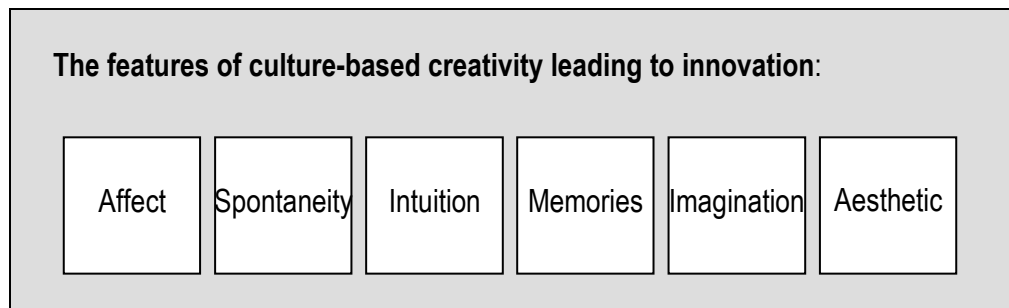 The features of culture-based creativity leading to innovation:
Affect Spontaneity Intuition Memories Imagination Aesthetic